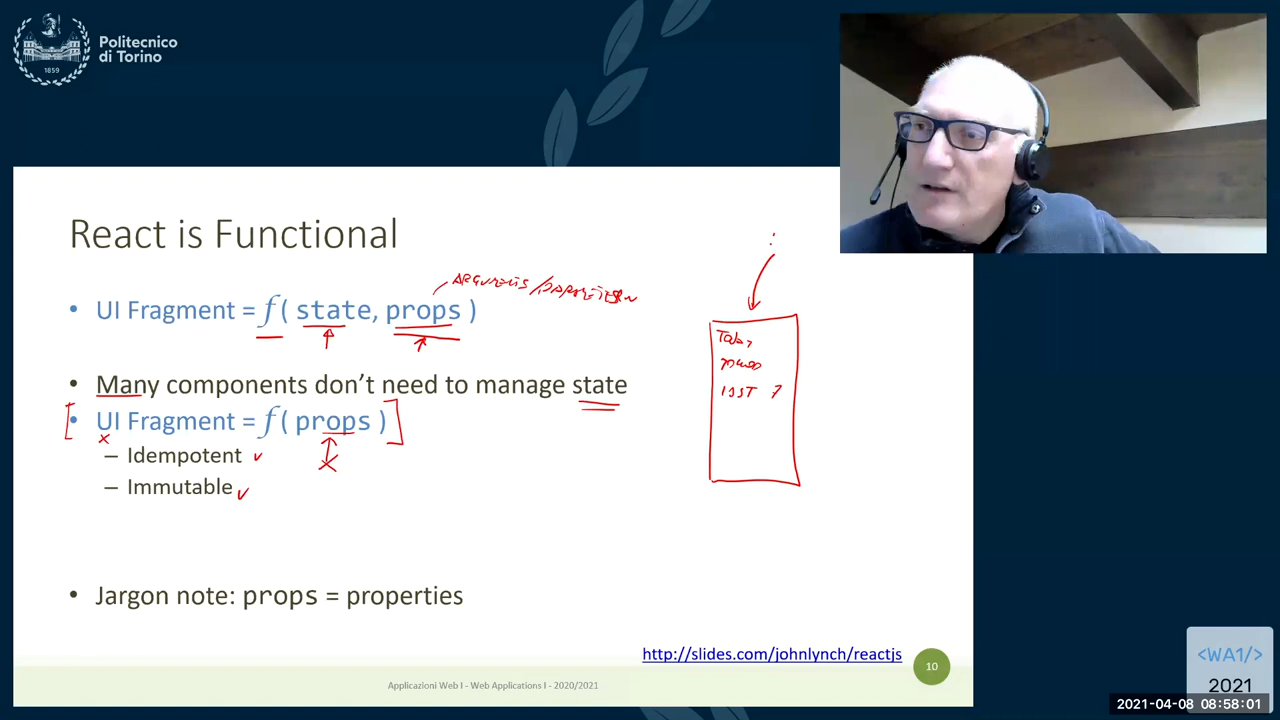 Politecnico
di Torino
1859
React is Functional
ARGUMENTS/PARAMETERS
• UI Fragment = f( state, props )
• Many components don't need to manage state
• UI Fragment = f( props )
– Idempotent
– Immutable
• Jargon note: props = properties
http://slides.com/johnlynch/reactjs
10
Applicazioni Web I - Web Applications I - 2020/2021
<WA1/>
2021
2021-04-08 08:58:01